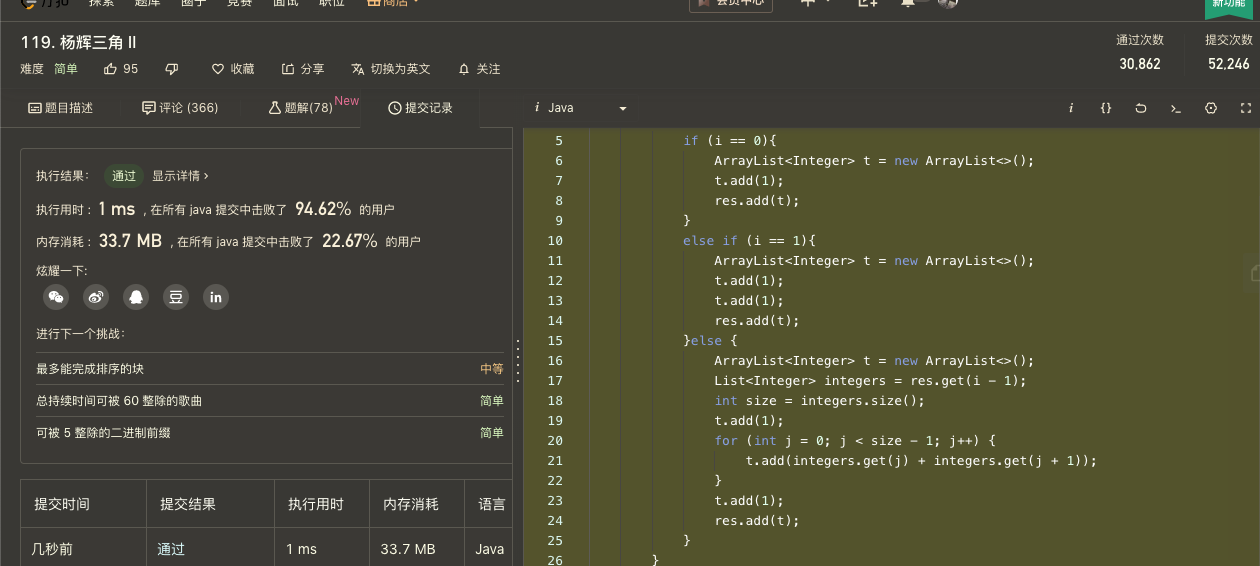 力扣 探索 题库 圈子 竞赛 面试 职位 商店 会员中心 新功能
119. 杨辉三角 II
难度 简单 95 收藏 分享 切换为英文 关注
通过次数 提交次数
30,862 52,246
题目描述 评论 (366) 题解(78) New 提交记录
i Java i {}
执行结果： 通过 显示详情 ›
执行用时 : 1 ms , 在所有 java 提交中击败了 94.62% 的用户
内存消耗 : 33.7 MB , 在所有 java 提交中击败了 22.67% 的用户
炫耀一下:
豆 in
进行下一个挑战：
最多能完成排序的块 中等
总持续时间可被 60 整除的歌曲 简单
可被 5 整除的二进制前缀 简单
提交时间 提交结果 执行用时 内存消耗 语言
几秒前 通过 1 ms 33.7 MB Java
5 if (i == 0){
6 ArrayList<Integer> t = new ArrayList<>();
7 t.add(1);
8 res.add(t);
9 }
10 else if (i == 1){
11 ArrayList<Integer> t = new ArrayList<>();
12 t.add(1);
13 t.add(1);
14 res.add(t);
15 }else {
16 ArrayList<Integer> t = new ArrayList<>();
17 List<Integer> integers = res.get(i - 1);
18 int size = integers.size();
19 t.add(1);
20 for (int j = 0; j < size - 1; j++) {
21 t.add(integers.get(j) + integers.get(j + 1));
22 }
23 t.add(1);
24 res.add(t);
25 }
26 }